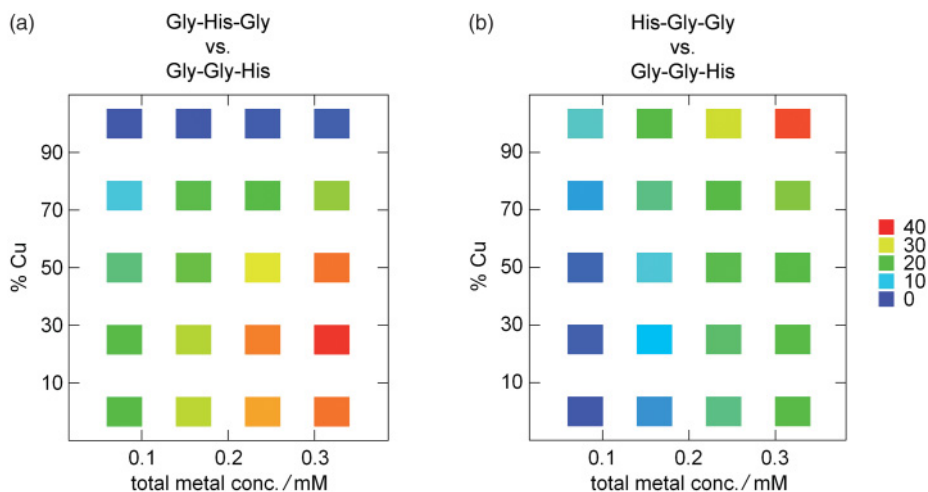 (a)
Gly-His-Gly
vs.
Gly-Gly-His
90
70
50
30
10
% Cu
0.1 0.2 0.3
total metal conc. / mM
(b)
His-Gly-Gly
vs.
Gly-Gly-His
90
70
50
30
10
% Cu
0.1 0.2 0.3
total metal conc. / mM
40
30
20
10
0